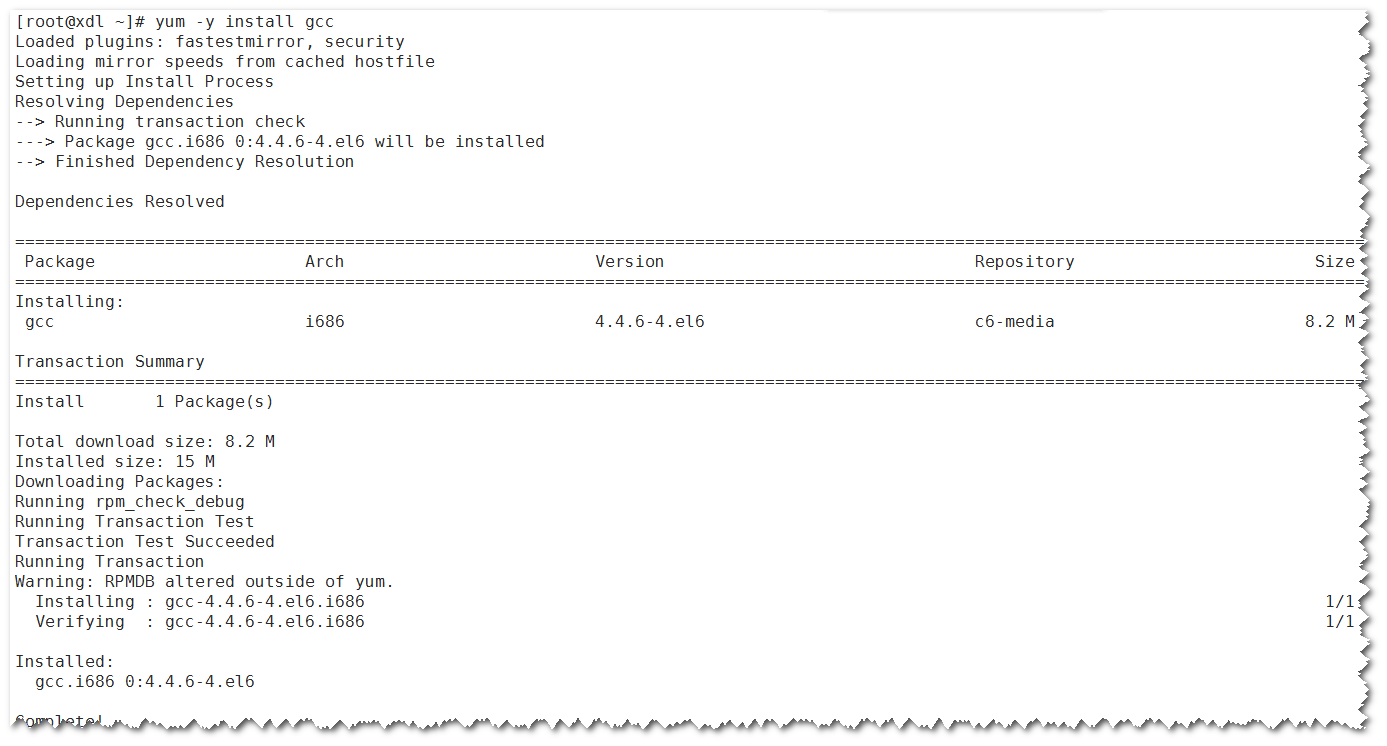 [root@xdl ~]# yum -y install gcc
Loaded plugins: fastestmirror, security
Loading mirror speeds from cached hostfile
Setting up Install Process
Resolving Dependencies
--> Running transaction check
---> Package gcc.i686 0:4.4.6-4.el6 will be installed
--> Finished Dependency Resolution

Dependencies Resolved

=======================================================================================================================================
 Package                     Arch                         Version                               Repository                        Size
=======================================================================================================================================
Installing:
 gcc                         i686                         4.4.6-4.el6                           c6-media                         8.2 M

Transaction Summary
=======================================================================================================================================
Install       1 Package(s)

Total download size: 8.2 M
Installed size: 15 M
Downloading Packages:
Running rpm_check_debug
Running Transaction Test
Transaction Test Succeeded
Running Transaction
Warning: RPMDB altered outside of yum.
  Installing : gcc-4.4.6-4.el6.i686                                                                                                1/1
  Verifying  : gcc-4.4.6-4.el6.i686                                                                                                1/1

Installed:
  gcc.i686 0:4.4.6-4.el6

Complete!